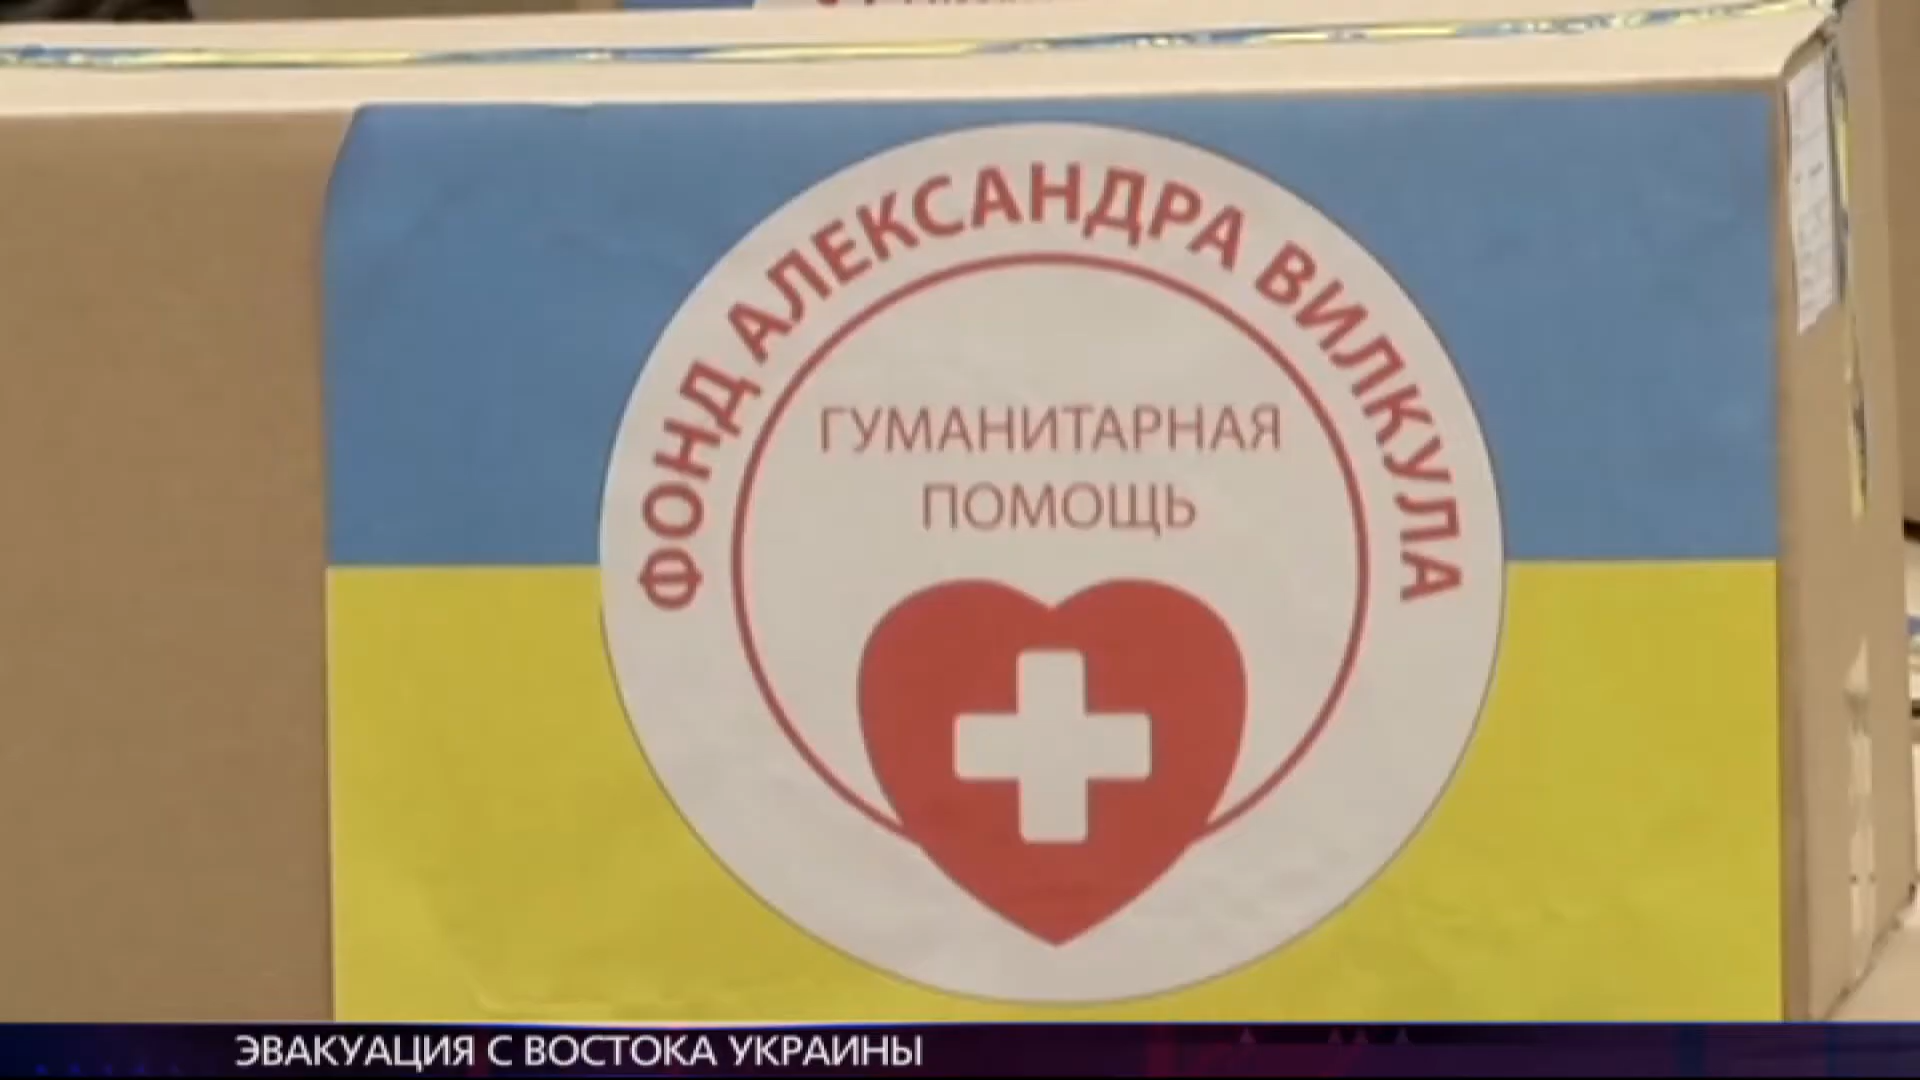 ФОНД АЛЕКСАНДРА ВИЛКУЛА
ГУМАНИТАРНАЯ
ПОМОЩЬ
ЭВАКУАЦИЯ С ВОСТОКА УКРАИНЫ